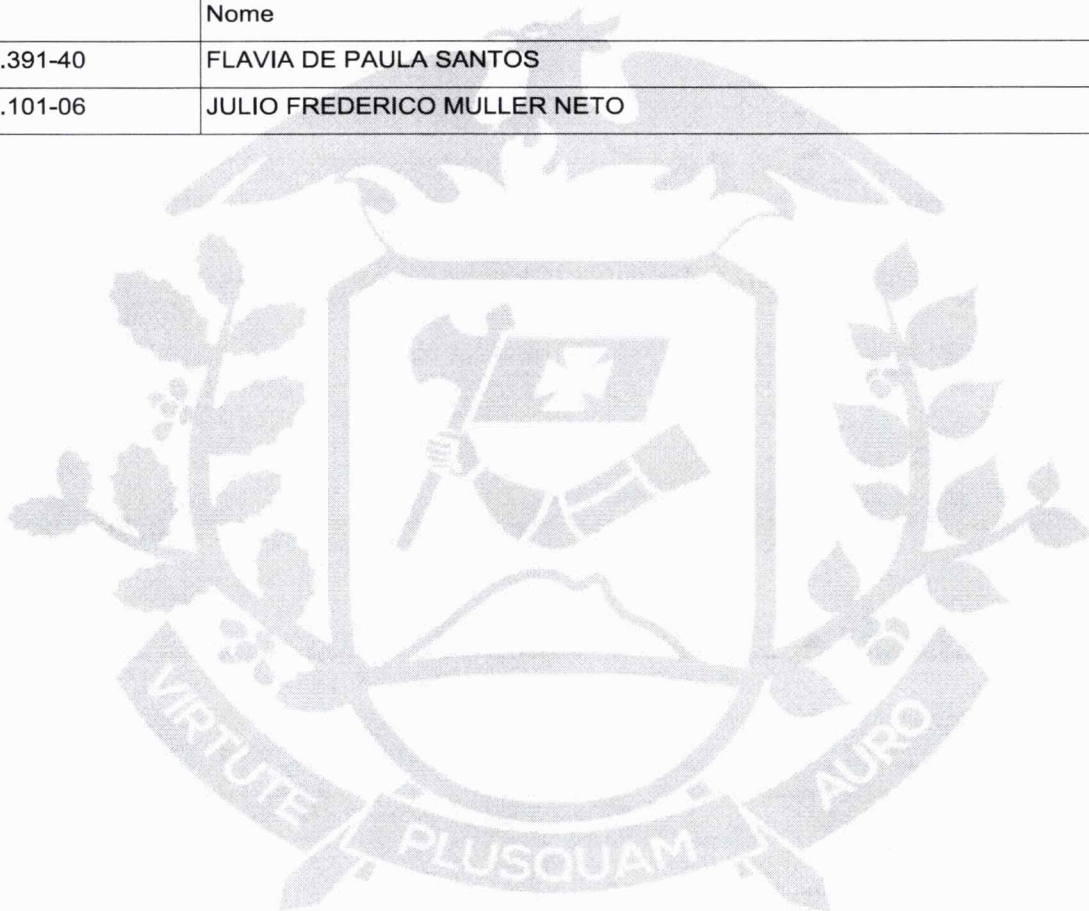 Nome
.391-40 FLAVIA DE PAULA SANTOS
.101-06 JULIO FREDERICO MULLER NETO
VIRTUTE PLUSQUAM AURO